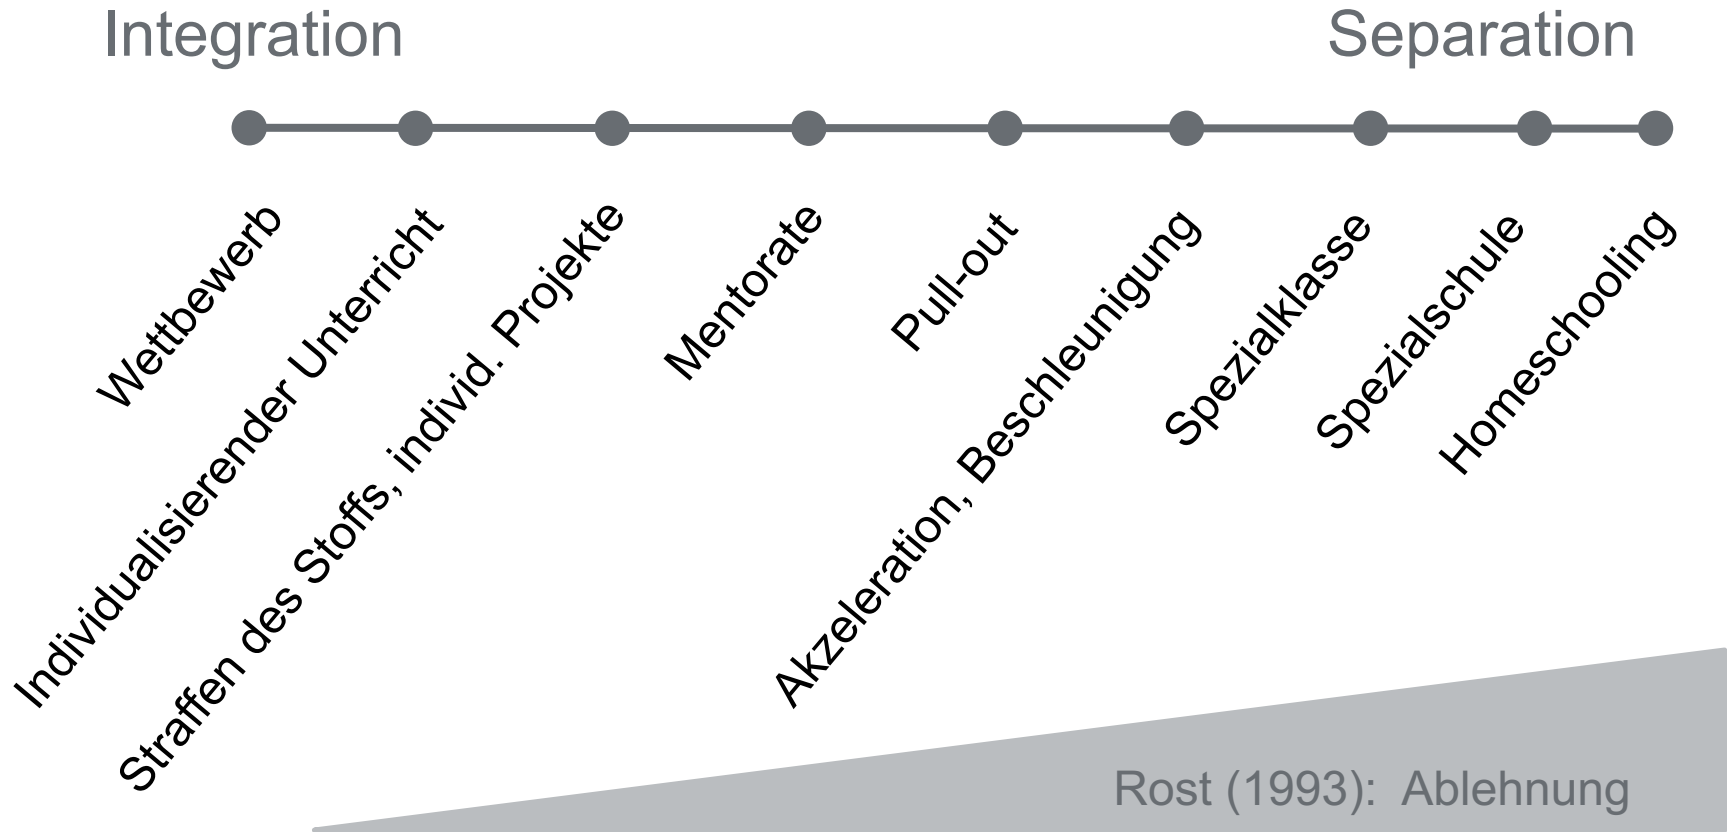 Integration
Separation
Wettbewerb
Individualisierender Unterricht
Straffen des Stoffs, individ. Projekte
Mentorate
Pull-out
Akzeleration, Beschleunigung
Spezialklasse
Spezialschule
Homeschooling
Rost (1993): Ablehnung